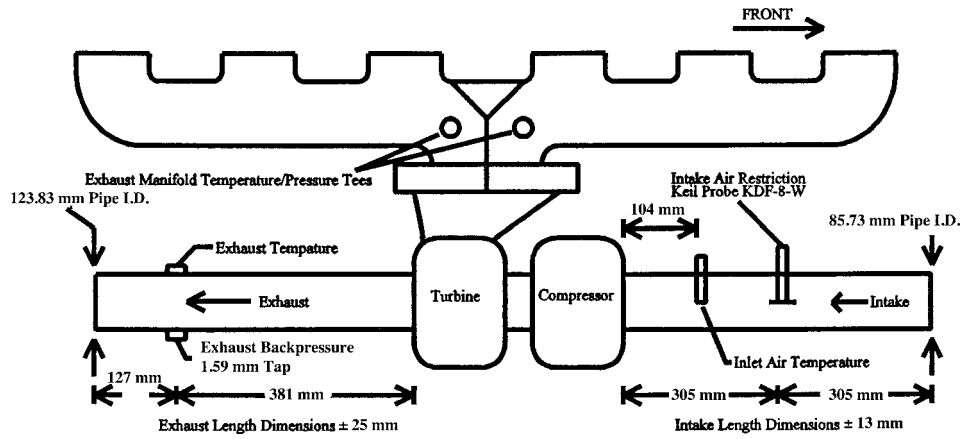 FRONT
Exhaust Manifold Temperature/Pressure Tees
123.83 mm Pipe I.D.
Intake Air Restriction
Keil Probe KDF-8-W
104 mm
85.73 mm Pipe I.D.
Exhaust Tempature
Exhaust
Turbine
Compressor
Intake
Exhaust Backpressure
1.59 mm Tap
Inlet Air Temperature
127 mm
381 mm
305 mm
305 mm
Exhaust Length Dimensions ± 25 mm
Intake Length Dimensions ± 13 mm